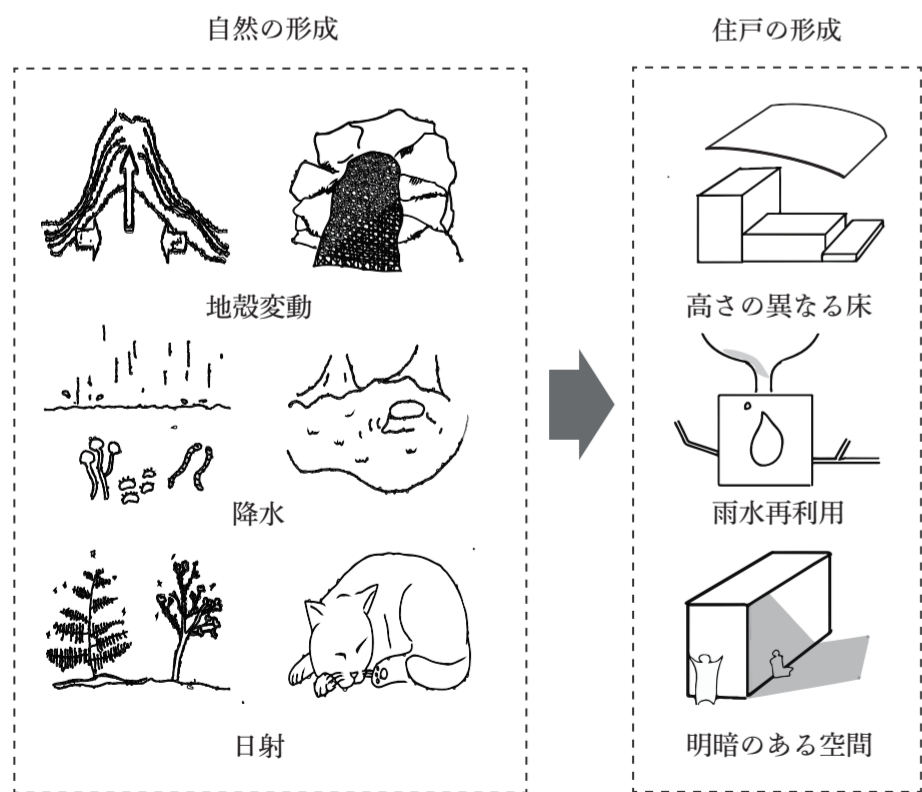 自然の形成
住戸の形成
地殻変動
高さの異なる床
降水
雨水再利用
日射
明暗のある空間